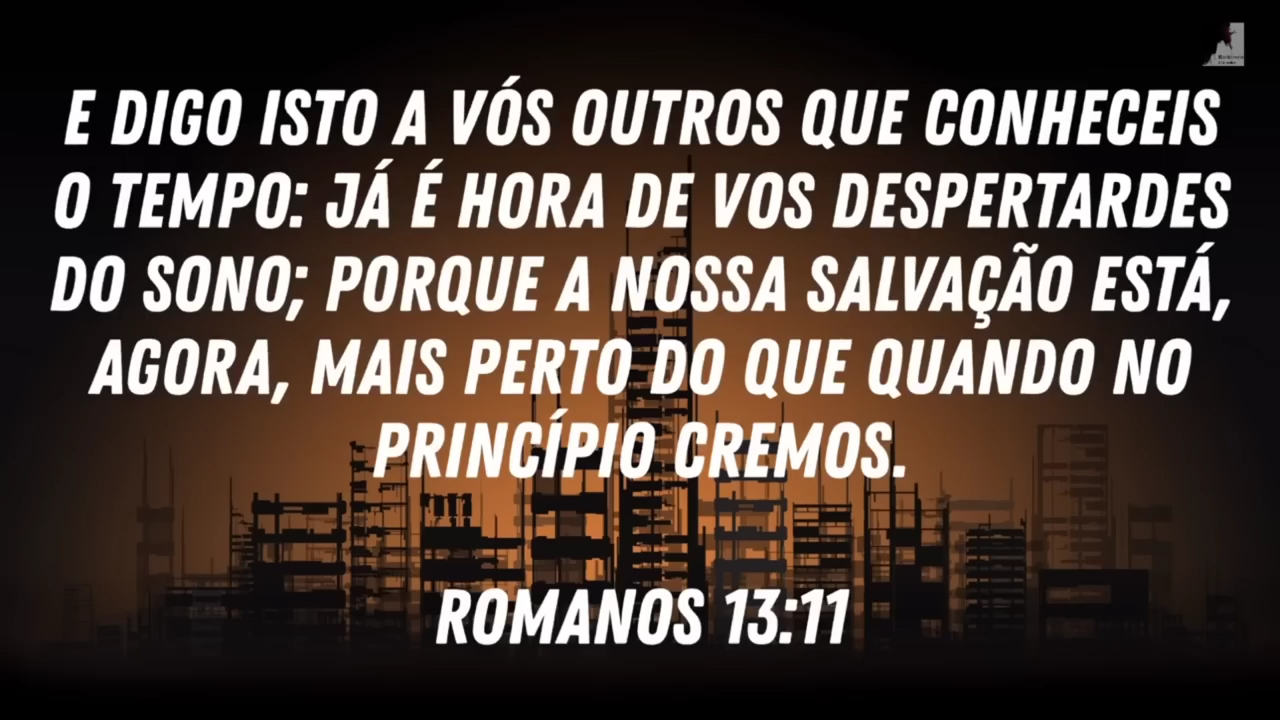 E DIGO ISTO A VÓS OUTROS QUE CONHECEIS
O TEMPO: JÁ É HORA DE VOS DESPERTARDES
DO SONO; PORQUE A NOSSA SALVAÇÃO ESTÁ,
AGORA, MAIS PERTO DO QUE QUANDO NO
PRINCÍPIO CREMOS.
ROMANOS 13:11